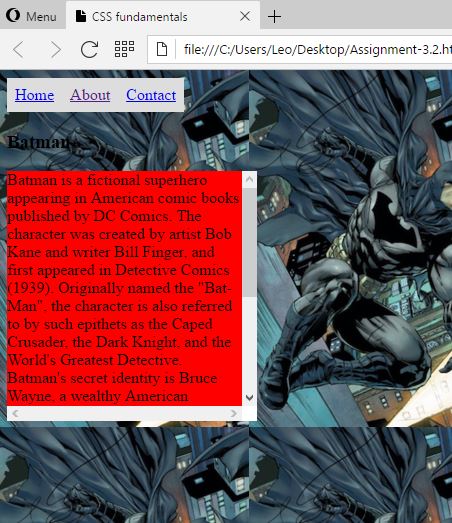 Menu
CSS fundamentals
file:///C:/Users/Leo/Desktop/Assignment-3.2.ht
Home About Contact
Batman
Batman is a fictional superhero
appearing in American comic books
published by DC Comics. The
character was created by artist Bob
Kane and writer Bill Finger, and
first appeared in Detective Comics
(1939). Originally named the "Bat-
Man", the character is also referred
to by such epithets as the Caped
Crusader, the Dark Knight, and the
World's Greatest Detective.
Batman's secret identity is Bruce
Wayne, a wealthy American